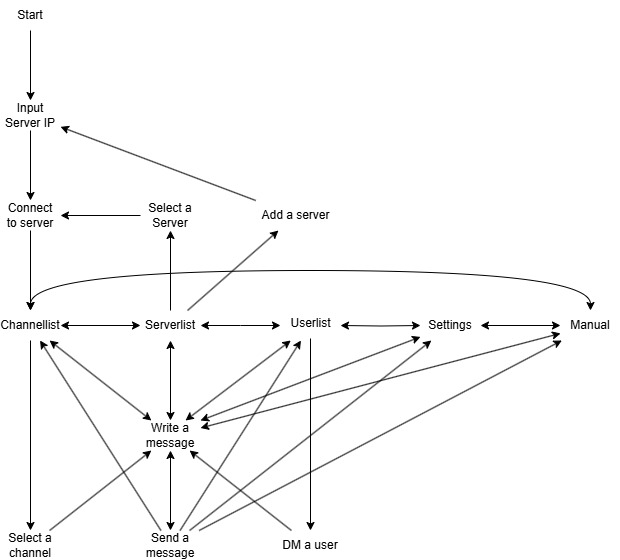 Start
Input
Server IP
Connect
to server
Select a
Server
Add a server
Channellist
Serverlist
Userlist
Settings
Manual
Write a
message
Select a
channel
Send a
message
DM a user